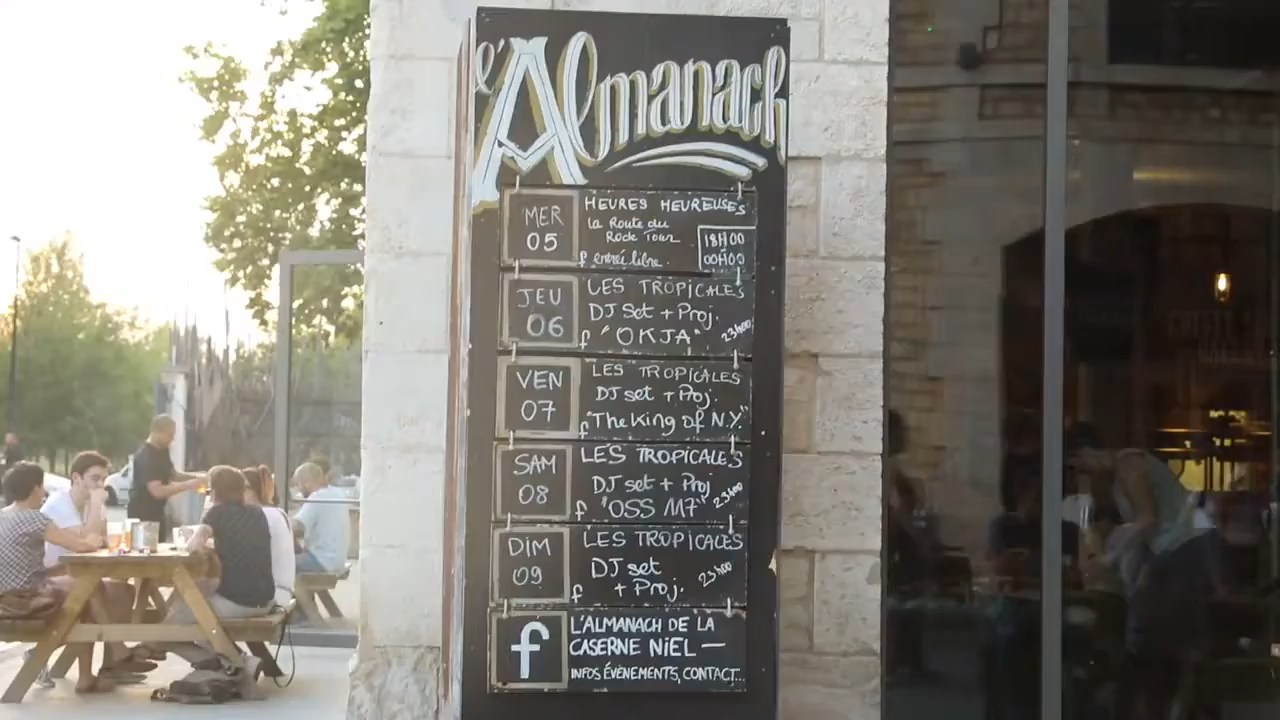 l'Almanach
MER
05
HEURES HEUREUSES
la Route du
Rock Tour
f entrée libre.
18H00
00H00
JEU
06
LES TROPICALES
DJ Set + Proj.
f "OKJA"
23H00
VEN
07
LES TROPICALES
DJ set + Proj.
f "The King of N.Y."
SAM
08
LES TROPICALES
DJ set + Proj
f "OSS 117"
23H00
DIM
09
LES TROPICALES
DJ set
f + Proj.
23H00
f
L'ALMANACH DE LA
CASERNE NIEL —
INFOS ÉVÈNEMENTS, CONTACT...